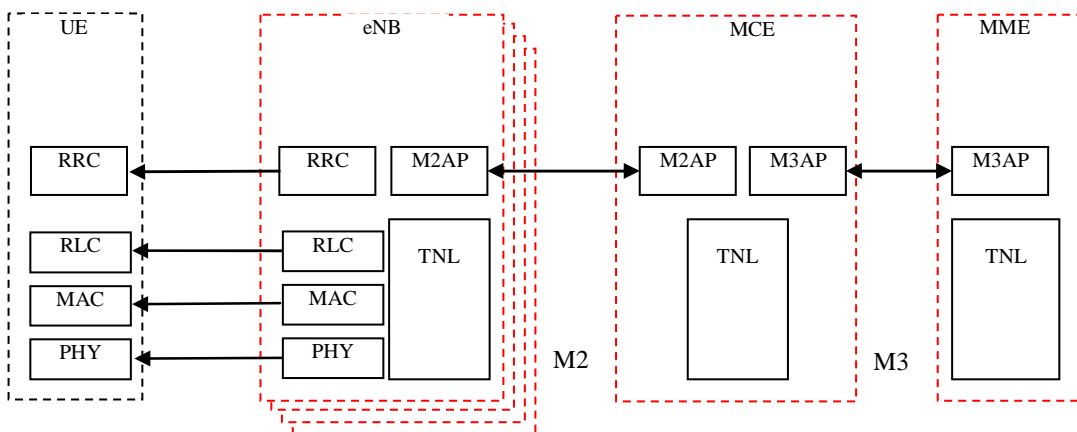 UE eNB MCE MME
RRC RRC M2AP M2AP M3AP M3AP
RLC RLC TNL TNL TNL
MAC MAC
PHY PHY M2 M3